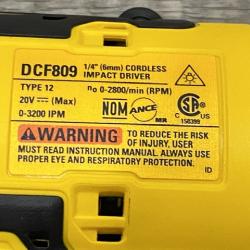 DCF809
1/4" (6mm) CORDLESS
IMPACT DRIVER
TYPE 12
n₀ 0-2800/min (RPM)
20V ⎓ (Max)
0-3200 IPM
NOM
ANCE
MR
SA
C US
158399
WARNING TO REDUCE THE RISK
OF INJURY, USER
MUST READ INSTRUCTION MANUAL. ALWAYS USE
PROPER EYE AND RESPIRATORY PROTECTION.
ID